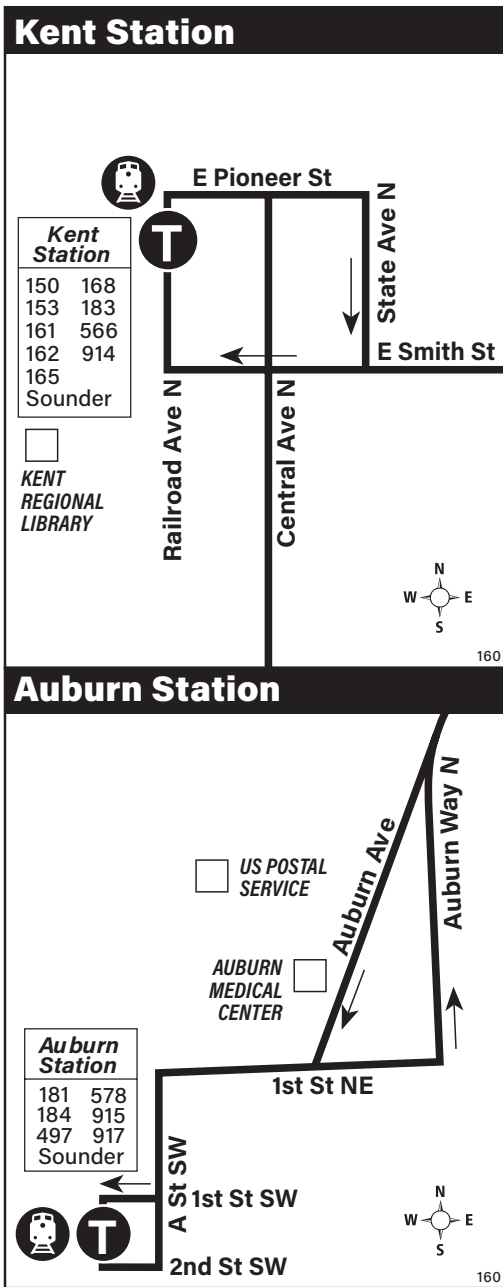 Kent Station
E Pioneer St
State Ave N
T
Kent
Station
150 168
153 183
161 566
162 914
165
Sounder
E Smith St
KENT
REGIONAL
LIBRARY
Railroad Ave N
Central Ave N
N
W E
S
160
Auburn Station
Auburn Ave
Auburn Way N
US POSTAL
SERVICE
AUBURN
MEDICAL
CENTER
Auburn
Station
181 578
184 915
497 917
Sounder
1st St NE
A St SW
1st St SW
T
2nd St SW
N
W E
S
160